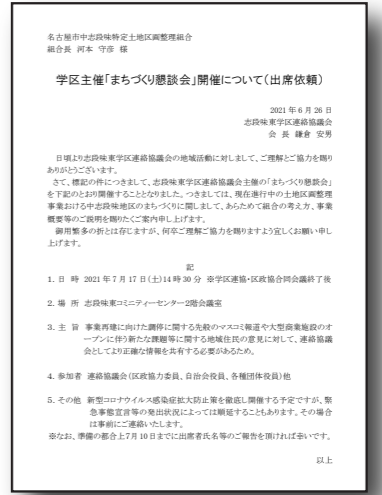 名古屋市中志段味特定土地区画整理組合
組合長 河本 守彦 様
学区主催「まちづくり懇談会」開催について(出席依頼)
2021年6月26日
志段味東学区連絡協議会
会 長 鎌倉 安男
日頃より志段味東学区連絡協議会の地域活動に対しまして、ご理解とご協力を賜り
ありがとうございます。
さて、標記の件につきまして、志段味東学区連絡協議会主催の「まちづくり懇談会」
を下記のとおり開催することとなりました。つきましては、現在進行中の土地区画整理
事業おける中志段味地区のまちづくりに関しまして、あらためて組合の考え方、事業
概要等のご説明を賜りたくご案内申し上げます。
御用繁多の折とは存じますが、何卒ご理解ご協力を賜りますよう宜しくお願い申し
上げます。
記
1.日 時 2021年7月17日(土)14時30分 ※学区連協・区政協合同会議終了後
2.場 所 志段味東コミニティーセンター2階会議室
3.主 旨 事業再建に向けた調停に関する先般のマスコミ報道や大型商業施設のオ
ープンに伴う新たな課題等に関する地域住民の意見に対して、連絡協議
会としてより正確な情報を共有する必要があるため。
4.参加者 連絡協議会(区政協力委員、自治会役員、各種団体役員)他
5.その他 新型コロナウイルス感染症拡大防止策を徹底し開催する予定ですが、緊
急事態宣言等の発出状況によっては順延することもあります。その場合
は事前にご連絡いたします。
※なお、準備の都合上7月10日までに出席者氏名等のご報告を頂ければ幸いです。
以上